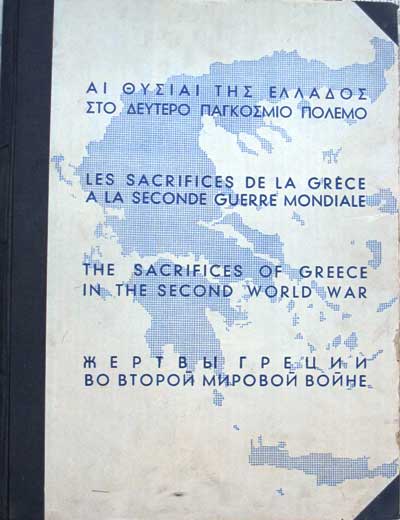 ΑΙ ΘΥΣΙΑΙ ΤΗΣ ΕΛΛΑΔΟΣ
ΣΤΟ ΔΕΥΤΕΡΟ ΠΑΓΚΟΣΜΙΟ ΠΟΛΕΜΟ
LES SACRIFICES DE LA GRÈCE
A LA SECONDE GUERRE MONDIALE
THE SACRIFICES OF GREECE
IN THE SECOND WORLD WAR
ЖЕРТВЫ ГРЕЦИИ
ВО ВТОРОЙ МИРОВОЙ ВОЙНЕ